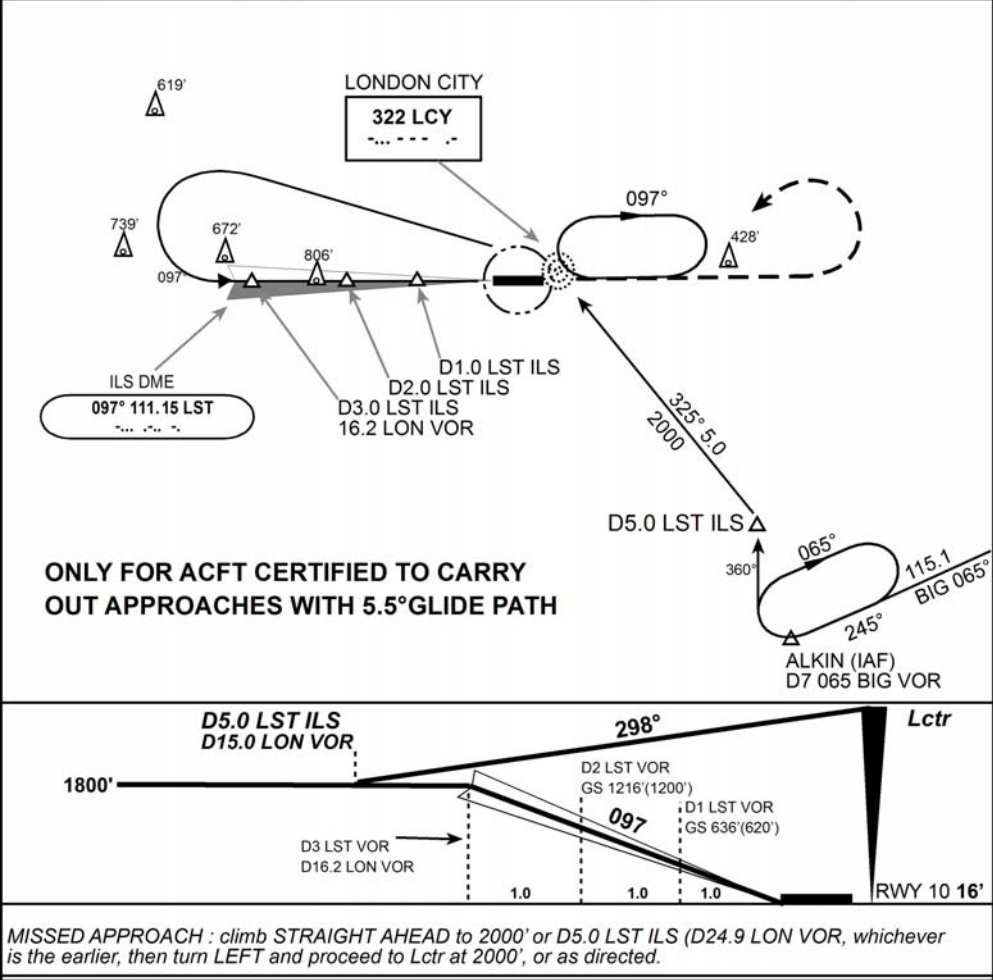 619'
LONDON CITY
322 LCY
-... --- .-
097°
739'
672'
806'
428'
097°
D1.0 LST ILS
D2.0 LST ILS
D3.0 LST ILS
16.2 LON VOR
ILS DME
097° 111.15 LST
-... .-.. -.
325° 5.0
2000
D5.0 LST ILS
360°
065°
115.1
BIG 065°
245°
ALKIN (IAF)
D7 065 BIG VOR
ONLY FOR ACFT CERTIFIED TO CARRY
OUT APPROACHES WITH 5.5°GLIDE PATH
D5.0 LST ILS
D15.0 LON VOR
298°
Lctr
1800'
D2 LST VOR
GS 1216'(1200')
097
D1 LST VOR
GS 636'(620')
D3 LST VOR
D16.2 LON VOR
1.0
1.0
1.0
RWY 10 16'
MISSED APPROACH : climb STRAIGHT AHEAD to 2000' or D5.0 LST ILS (D24.9 LON VOR, whichever
is the earlier, then turn LEFT and proceed to Lctr at 2000', or as directed.